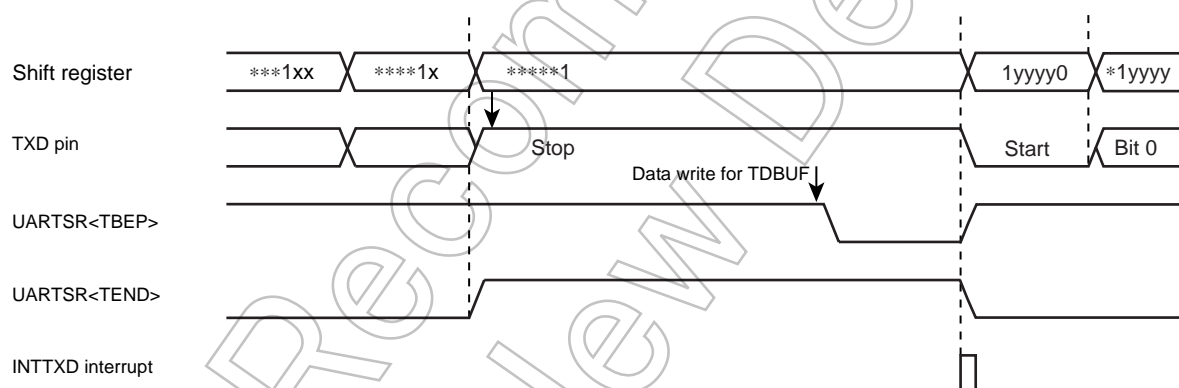 Shift register ***1xx ****1x *****1 1yyyy0 *1yyyy
TXD pin Stop Start Bit 0
Data write for TDBUF
UARTSR<TBEP>
UARTSR<TEND>
INTTXD interrupt